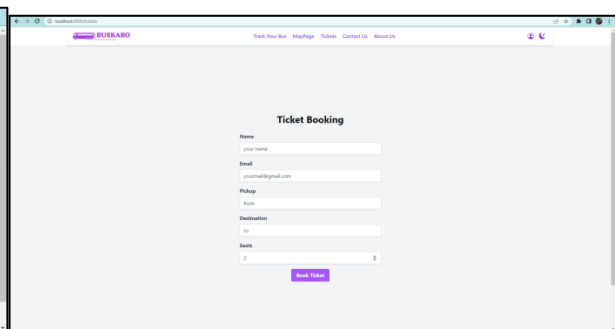 localhost:3000/tickets
BUSKARO
Track Your Bus MapPage Tickets Contact Us About Us
Ticket Booking
Name
your name
Email
yourmail@gmail.com
Pickup
from
Destination
to
Seats
2
Book Ticket